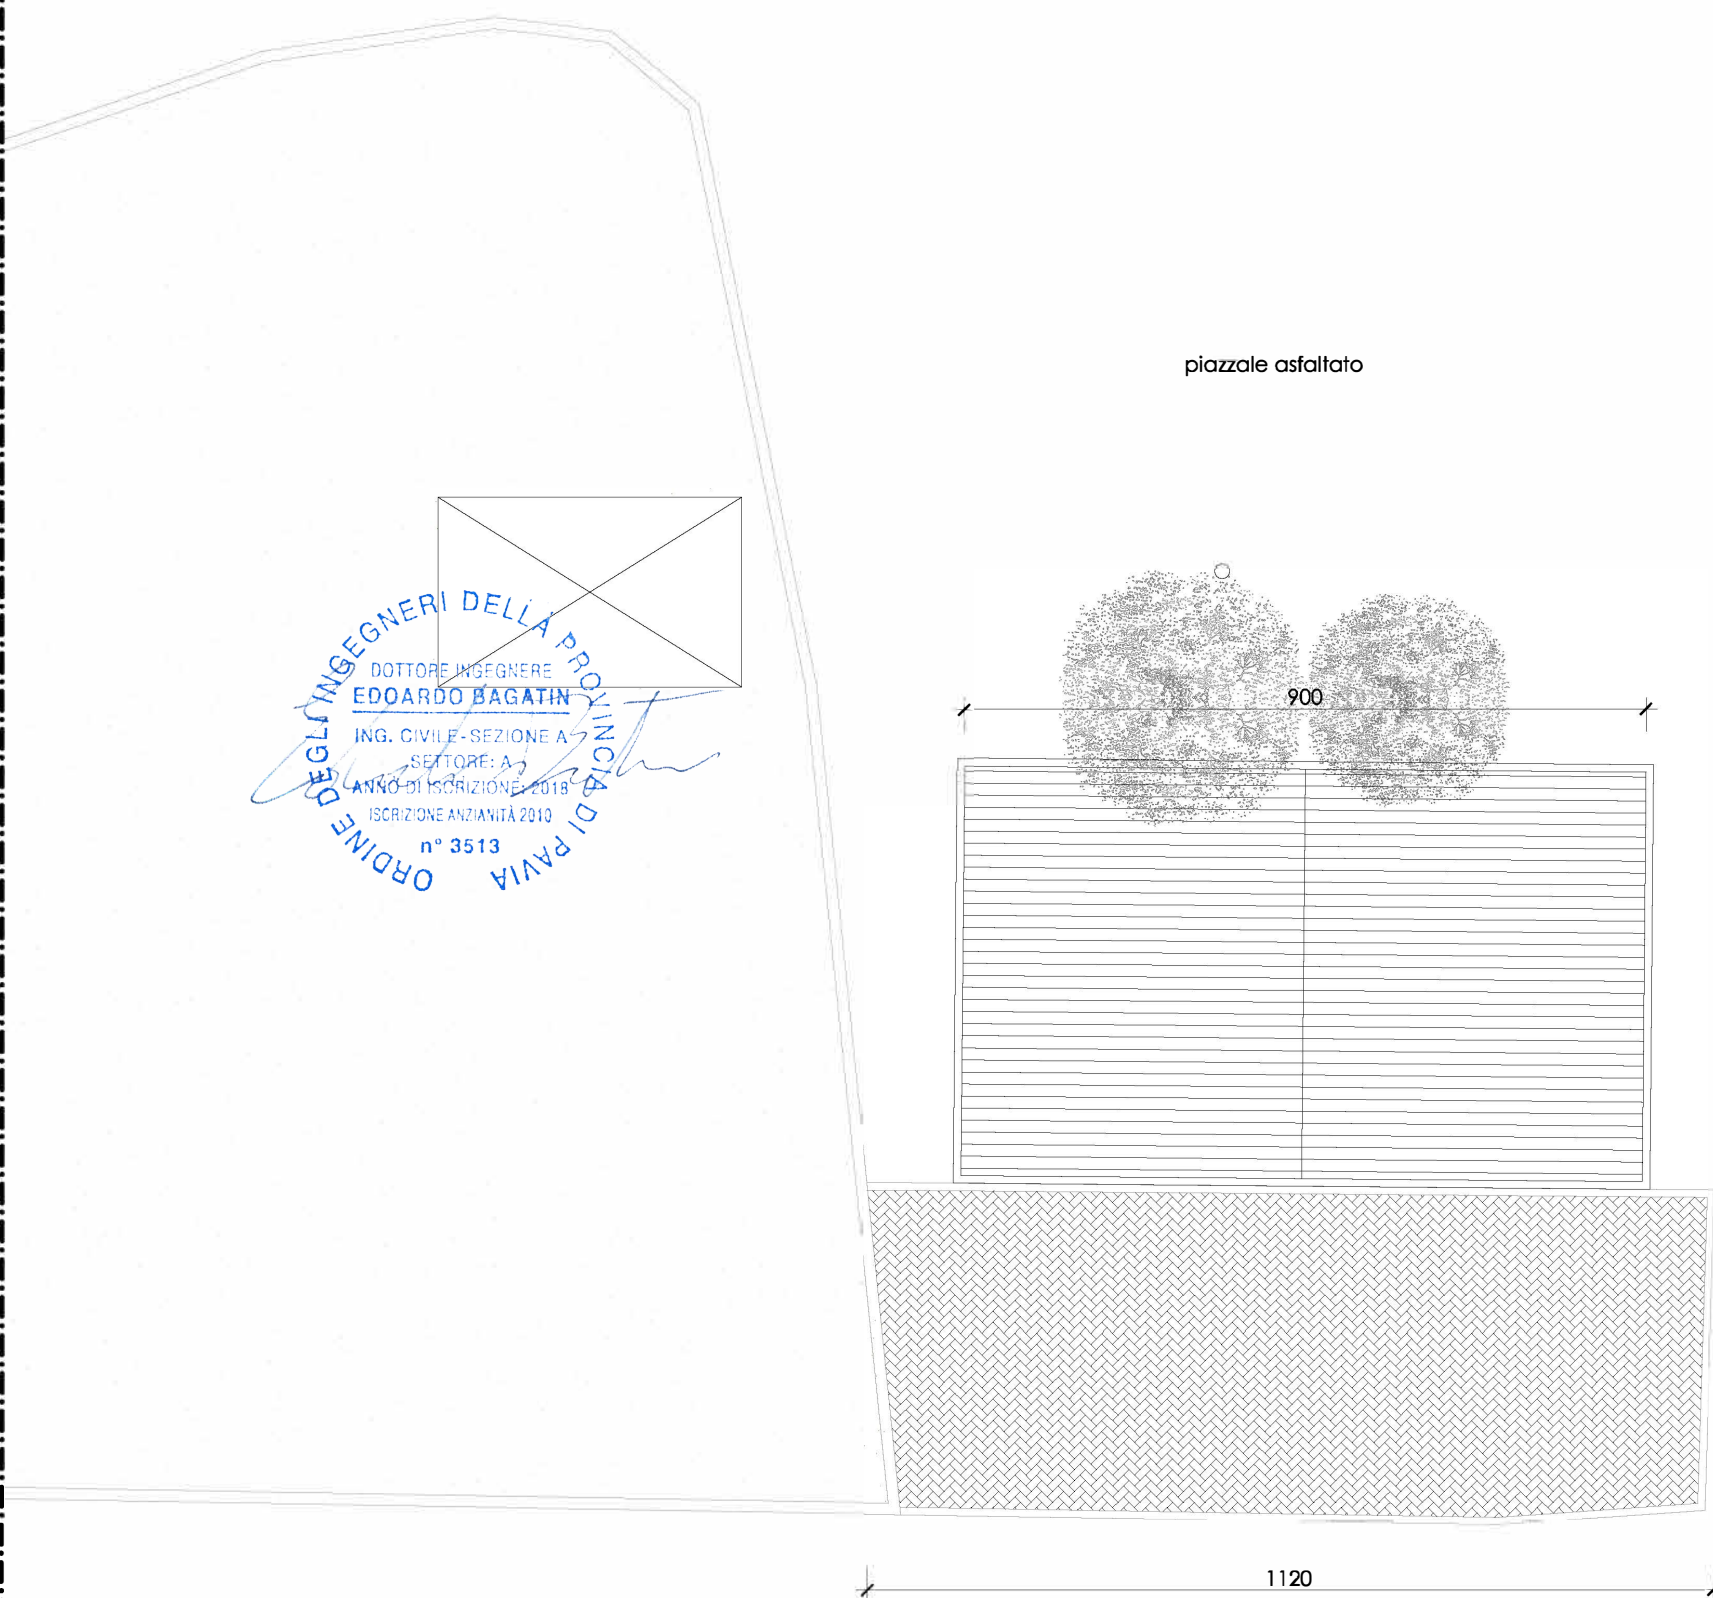 piazzale asfaltato
ORDINE DEGLI INGEGNERI DELLA PROVINCIA DI PAVIA
DOTTORE INGEGNERE
EDOARDO BAGATIN
ING. CIVILE-SEZIONE A
SETTORE: A
ANNO DI ISCRIZIONE: 2018
ISCRIZIONE ANZIANITÀ 2010
n° 3513
900
1120